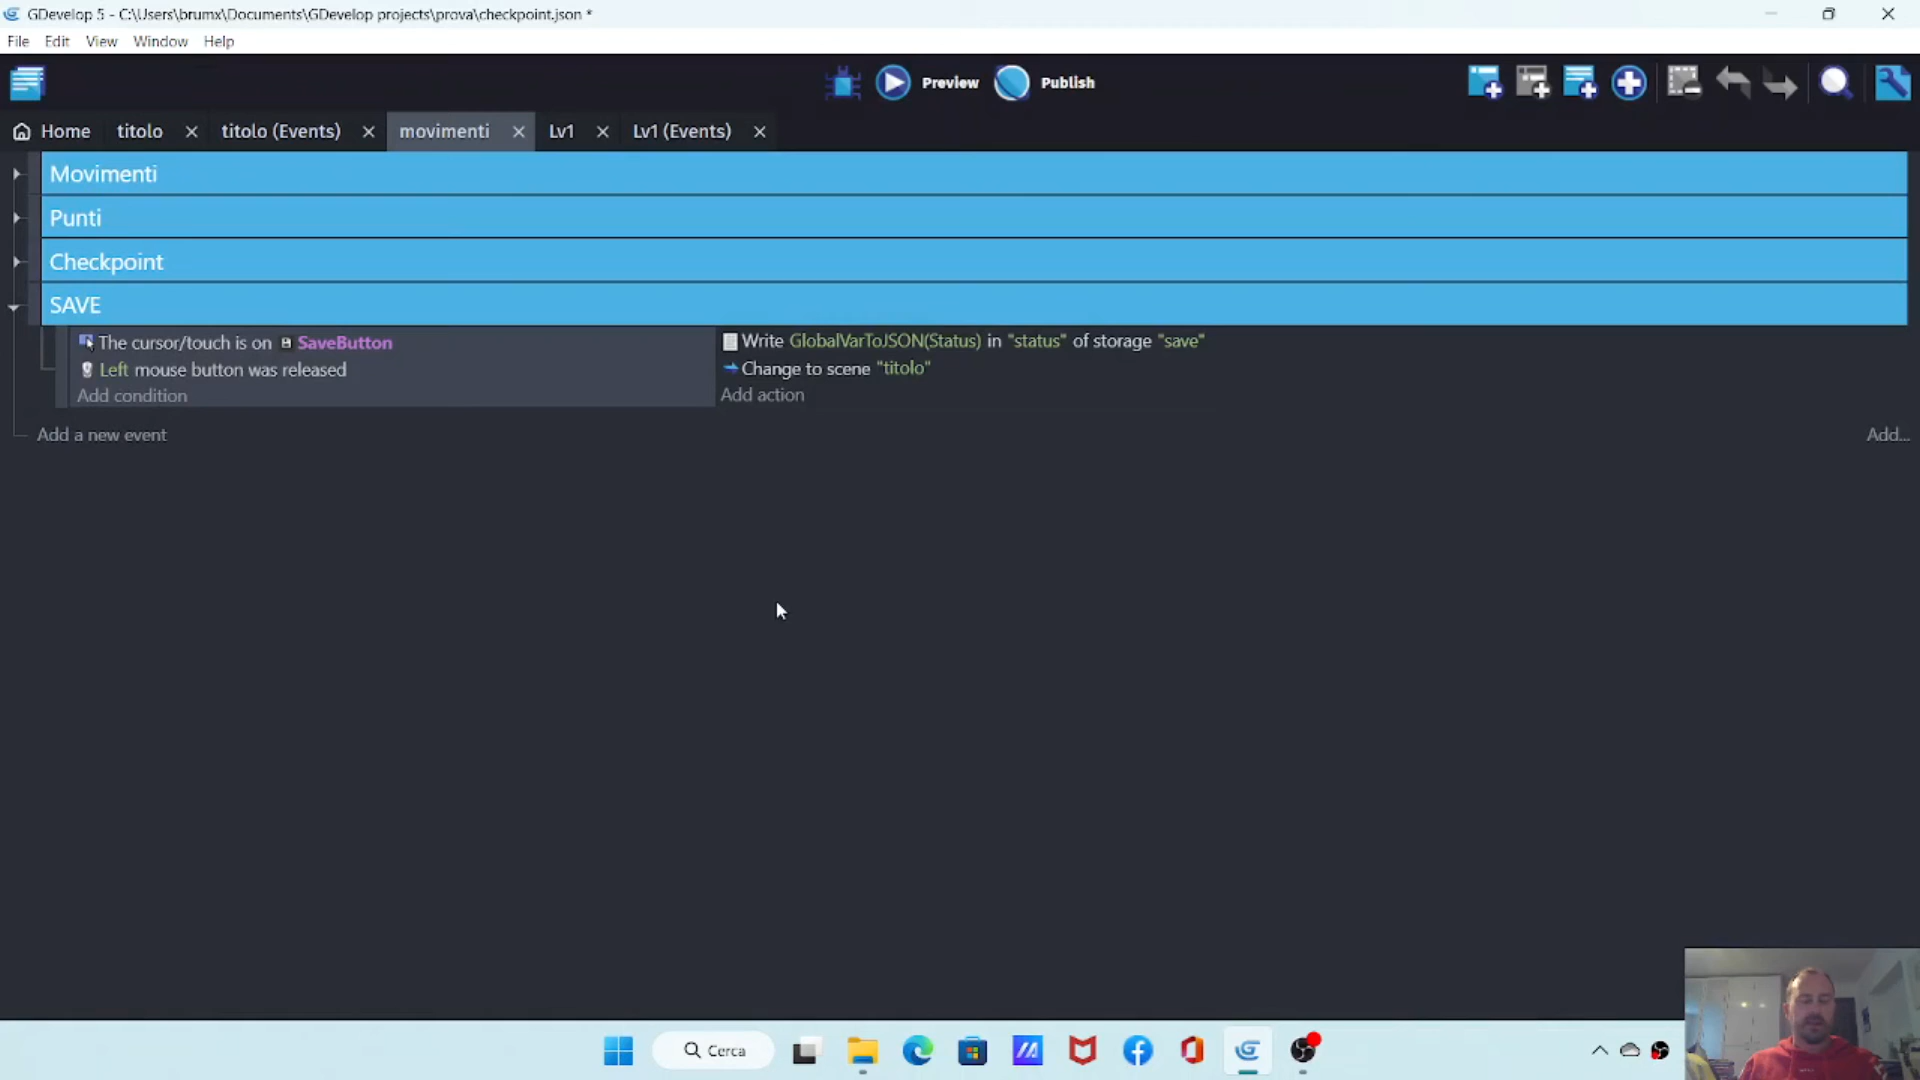 GDevelop 5 - C:\Users\brumx\Documents\GDevelop projects\prova\checkpoint.json *
File Edit View Window Help
Preview Publish
Home titolo titolo (Events) movimenti Lv1 Lv1 (Events)
Movimenti
Punti
Checkpoint
SAVE
The cursor/touch is on SaveButton
Left mouse button was released
Add condition
Write GlobalVarToJSON(Status) in "status" of storage "save"
Change to scene "titolo"
Add action
Add a new event Add...
Cerca